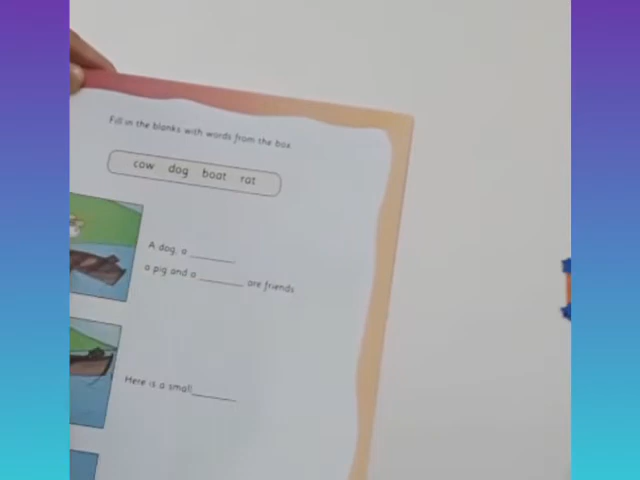 Fill in the blanks with words from the box
cow dog boat rat
A dog, a ______
a pig and a ______ are friends
Here is a small ______